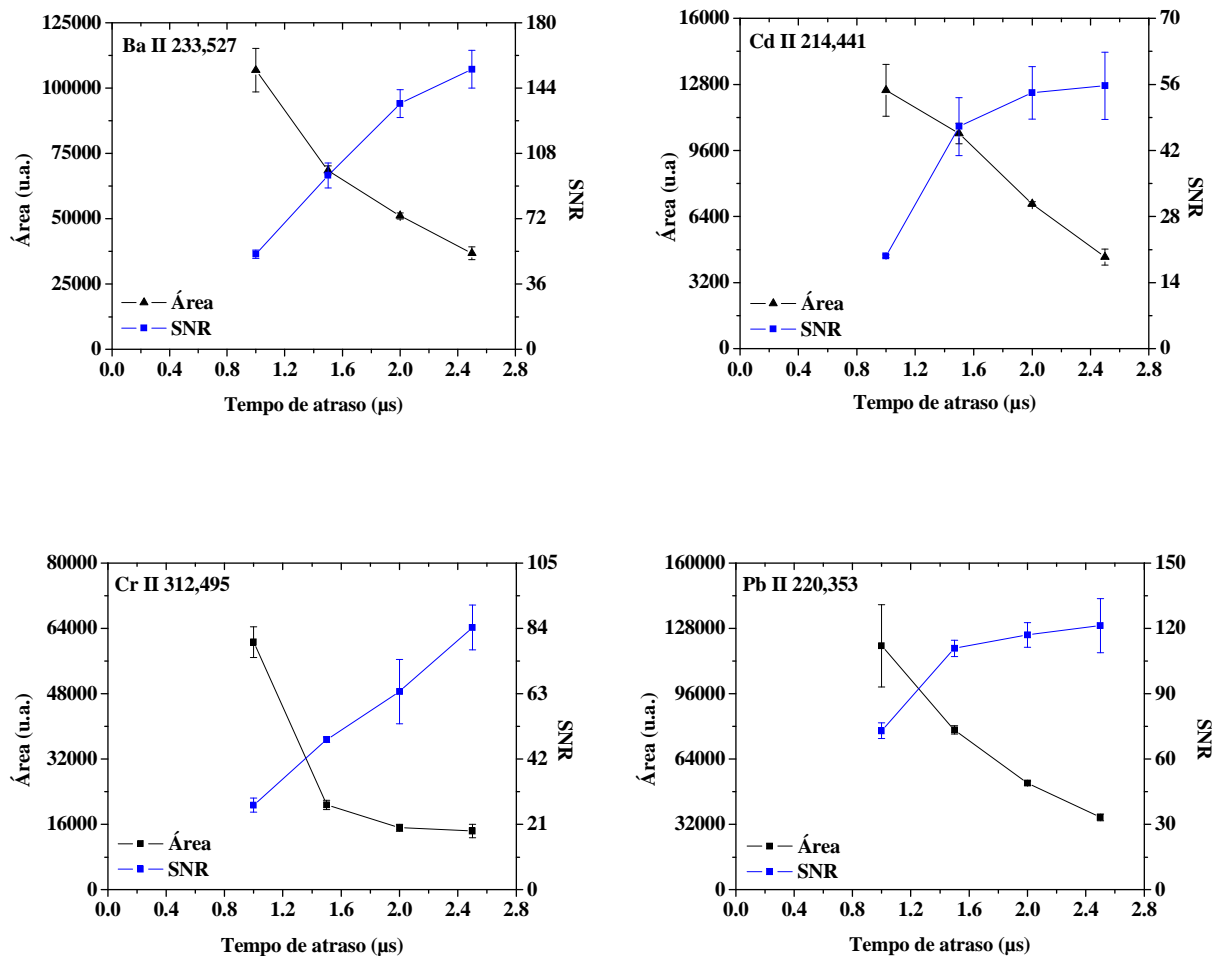 Ba II 233,527
125000
100000
75000
50000
25000
0
180
144
108
72
36
0
Área (u.a.)
SNR
Área
SNR
0.0 0.4 0.8 1.2 1.6 2.0 2.4 2.8
Tempo de atraso (µs)
Cd II 214,441
16000
12800
9600
6400
3200
0
70
56
42
28
14
0
Área (u.a)
SNR
Área
SNR
0.0 0.4 0.8 1.2 1.6 2.0 2.4 2.8
Tempo de atraso (µs)
Cr II 312,495
80000
64000
48000
32000
16000
0
105
84
63
42
21
0
Área (u.a.)
SNR
Área
SNR
0.0 0.4 0.8 1.2 1.6 2.0 2.4 2.8
Tempo de atraso (µs)
Pb II 220,353
160000
128000
96000
64000
32000
0
150
120
90
60
30
0
Área (u.a.)
SNR
Área
SNR
0.0 0.4 0.8 1.2 1.6 2.0 2.4 2.8
Tempo de atraso (µs)